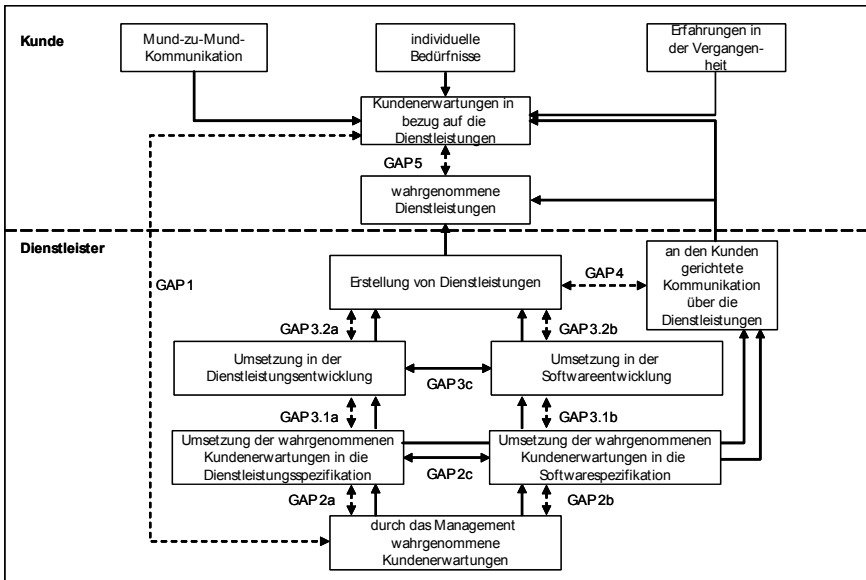 Kunde
Mund-zu-Mund-
Kommunikation
individuelle
Bedürfnisse
Erfahrungen in
der Vergangen-
heit
Kundenerwartungen in
bezug auf die
Dienstleistungen
GAP5
wahrgenommene
Dienstleistungen
Dienstleister
GAP1
Erstellung von Dienstleistungen
GAP4
an den Kunden
gerichtete
Kommunikation
über die
Dienstleistungen
GAP3.2a
GAP3.2b
Umsetzung in der
Dienstleistungsentwicklung
GAP3c
Umsetzung in der
Softwareentwicklung
GAP3.1a
GAP3.1b
Umsetzung der wahrgenommenen
Kundenerwartungen in die
Dienstleistungsspezifikation
GAP2c
Umsetzung der wahrgenommenen
Kundenerwartungen in die
Softwarespezifikation
GAP2a
GAP2b
durch das Management
wahrgenommene
Kundenerwartungen